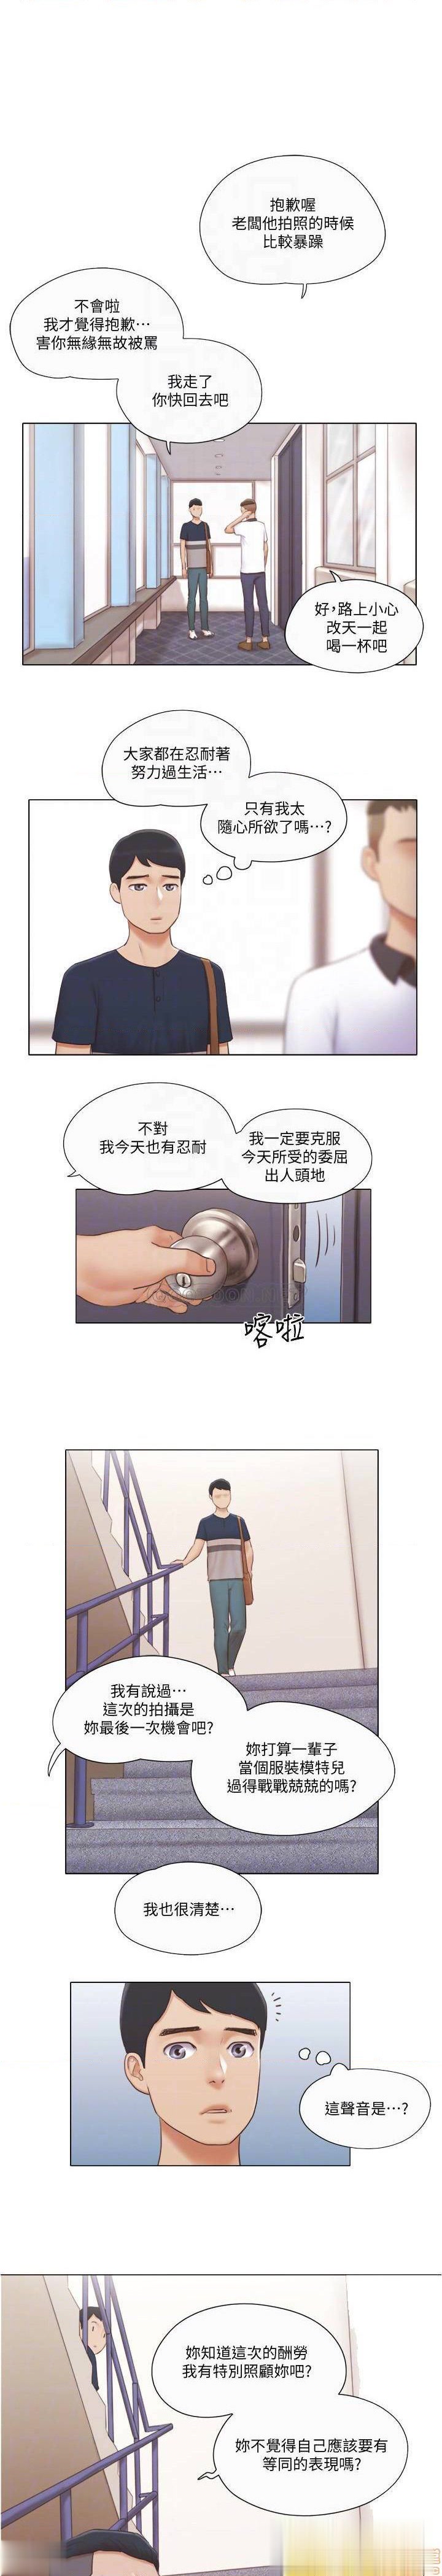 抱歉喔
老闆他拍照的時候
比較暴躁
不會啦
我才覺得抱歉…
害你無緣無故被罵
我走了
你快回去吧
好,路上小心
改天一起
喝一杯吧
大家都在忍耐著
努力過生活…
只有我太
隨心所欲了嗎…?
不對
我今天也有忍耐
我一定要克服
今天所受的委屈
出人頭地
喀啦
我有說過…
這次的拍攝是
妳最後一次機會吧?
妳打算一輩子
當個服裝模特兒
過得戰戰兢兢的嗎?
我也很清楚…
這聲音是…?
妳知道這次的酬勞
我有特別照顧妳吧?
妳不覺得自己應該要有
等同的表現嗎?